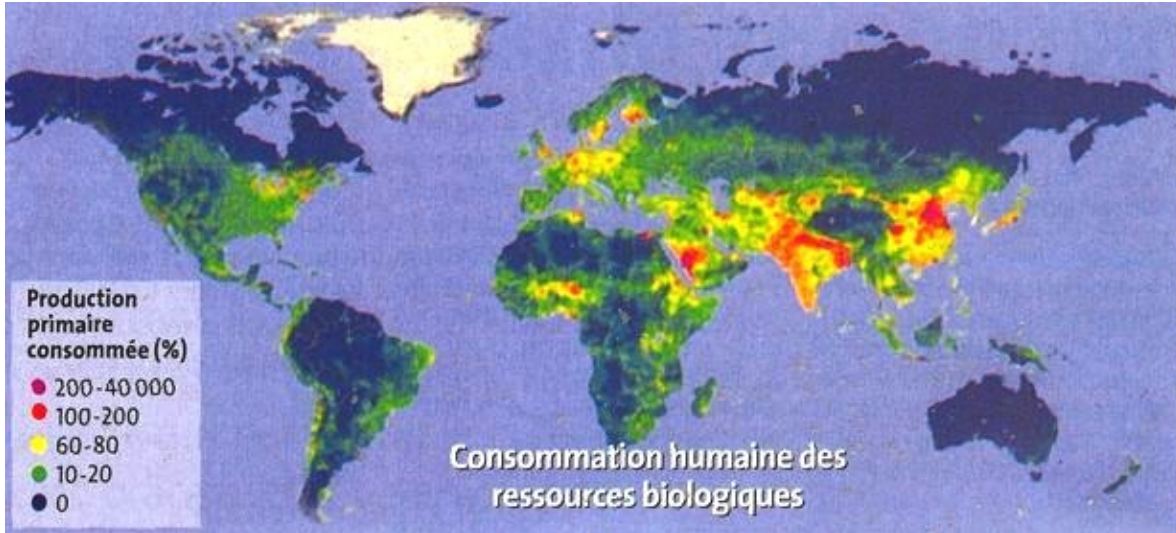 Production
primaire
consommée (%)
200-40 000
100-200
60-80
10-20
0
Consommation humaine des
ressources biologiques